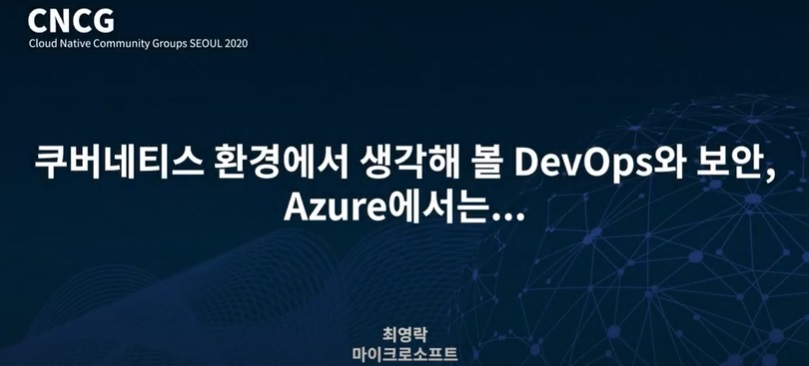 CNCG
Cloud Native Community Groups SEOUL 2020
쿠버네티스 환경에서 생각해 볼 DevOps와 보안,
Azure에서는...
최영락
마이크로소프트